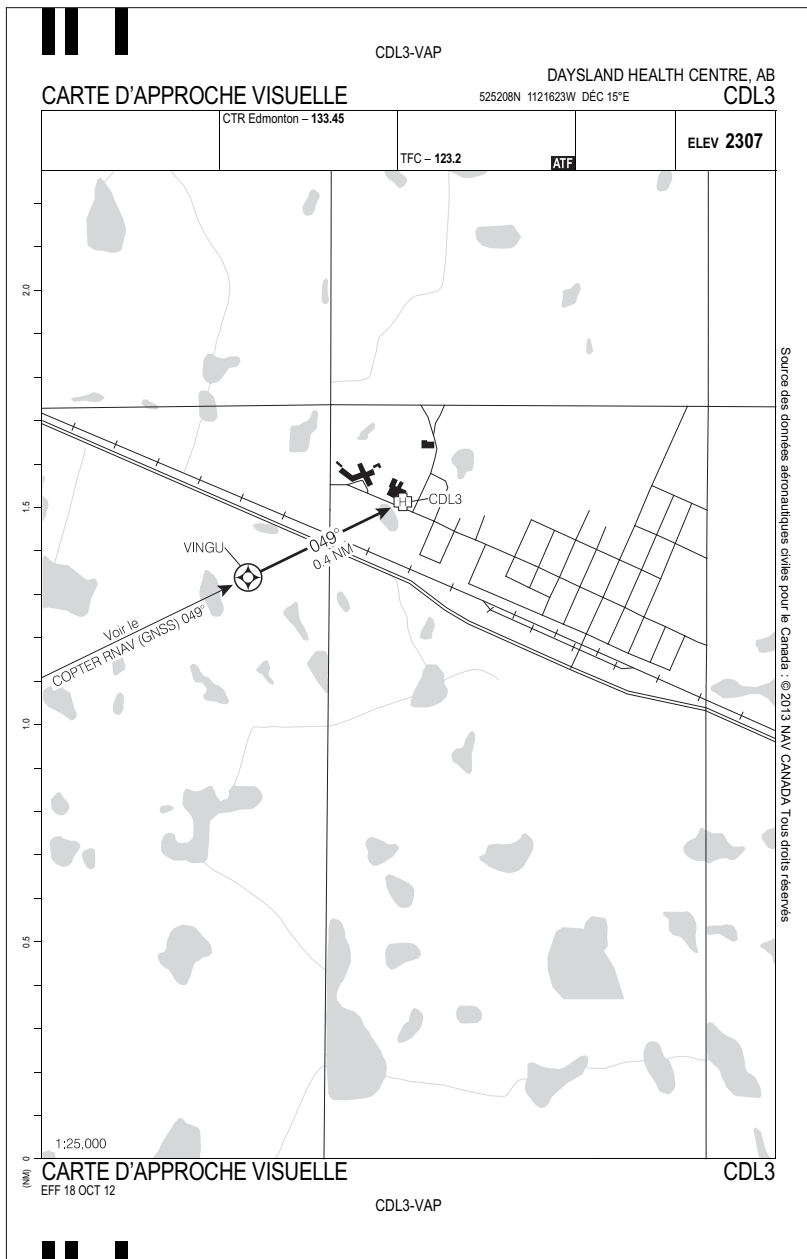 CDL3-VAP
DAYSLAND HEALTH CENTRE, AB
CARTE D'APPROCHE VISUELLE
525208N 1121623W DÉC 15°E
CDL3
CTR Edmonton – 133.45
TFC – 123.2
ATF
ELEV 2307
2.0
1.5
1.0
0.5
0
(NM)
H
CDL3
VINGU
049°
0.4 NM
Voir le
COPTER RNAV (GNSS) 049°
Source des données aéronautiques civiles pour le Canada : © 2013 NAV CANADA Tous droits réservés
1:25,000
CARTE D'APPROCHE VISUELLE
CDL3
EFF 18 OCT 12
CDL3-VAP